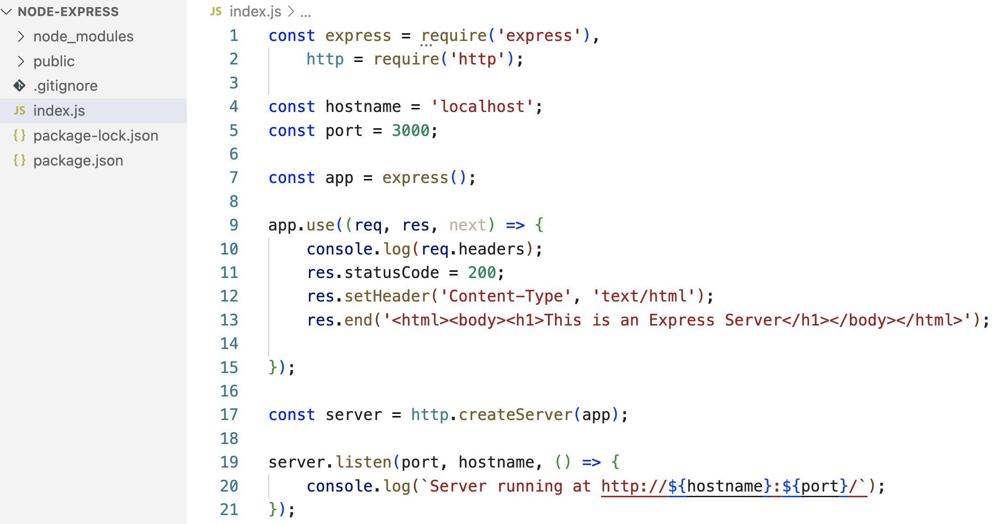 NODE-EXPRESS
node_modules
public
.gitignore
JS index.js
{} package-lock.json
{} package.json
JS index.js > ...
1 const express = require('express'),
2     http = require('http');
3
4 const hostname = 'localhost';
5 const port = 3000;
6
7 const app = express();
8
9 app.use((req, res, next) => {
10     console.log(req.headers);
11     res.statusCode = 200;
12     res.setHeader('Content-Type', 'text/html');
13     res.end('<html><body><h1>This is an Express Server</h1></body></html>');
14
15 });
16
17 const server = http.createServer(app);
18
19 server.listen(port, hostname, () => {
20     console.log(`Server running at http://${hostname}:${port}/`);
21 });